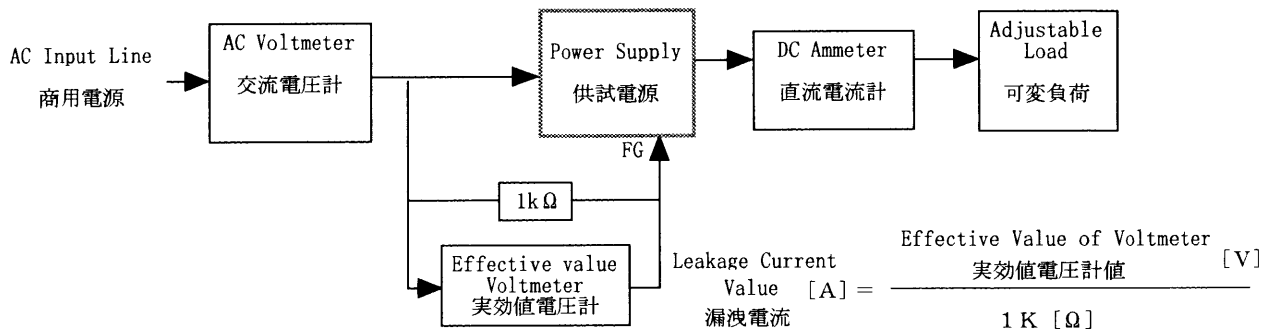 AC Input Line
商用電源
AC Voltmeter
交流電圧計
Power Supply
供試電源
DC Ammeter
直流電流計
Adjustable
Load
可変負荷
FG
1kΩ
Effective value
Voltmeter
実効値電圧計
Leakage Current
Value [A] =
漏洩電流
Effective Value of Voltmeter [V]
実効値電圧計値
1 K [Ω]